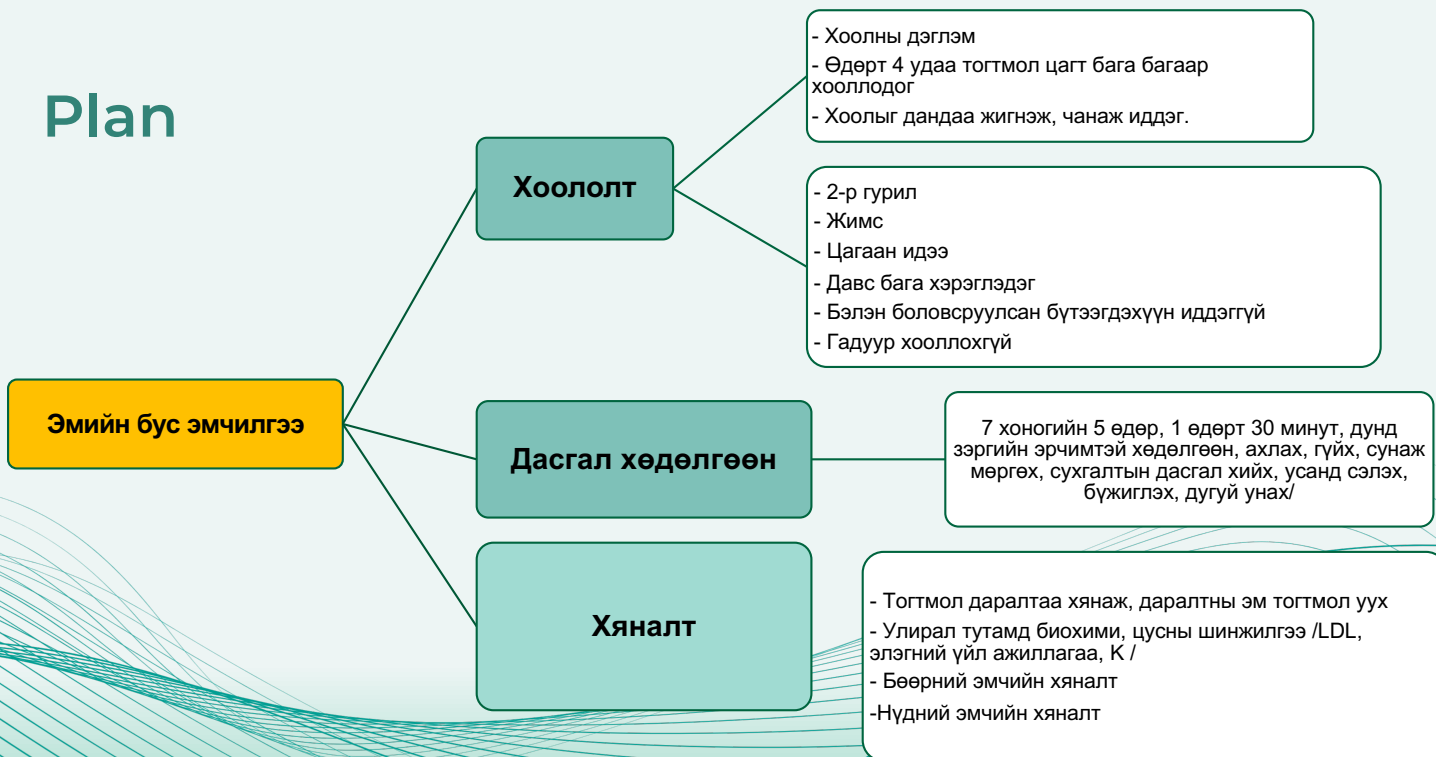 Plan
Эмийн бус эмчилгээ
Хоололт
- Хоолны дэглэм
- Өдөрт 4 удаа тогтмол цагт бага багаар
хооллодог
- Хоолыг дандаа жигнэж, чанаж иддэг.
- 2-р гурил
- Жимс
- Цагаан идээ
- Давс бага хэрэглэдэг
- Бэлэн боловсруулсан бүтээгдэхүүн иддэггүй
- Гадуур хооллохгүй
Дасгал хөдөлгөөн
7 хоногийн 5 өдөр, 1 өдөрт 30 минут, дунд
зэргийн эрчимтэй хөдөлгөөн, ахлах, гүйх, сунаж
мөргөх, сухгалтын дасгал хийх, усанд сэлэх,
бүжиглэх, дугуй унах/
Хяналт
- Тогтмол даралтаа хянаж, даралтны эм тогтмол уух
- Улирал тутамд биохими, цусны шинжилгээ /LDL,
элэгний үйл ажиллагаа, K /
- Бөөрний эмчийн хяналт
-Нүдний эмчийн хяналт